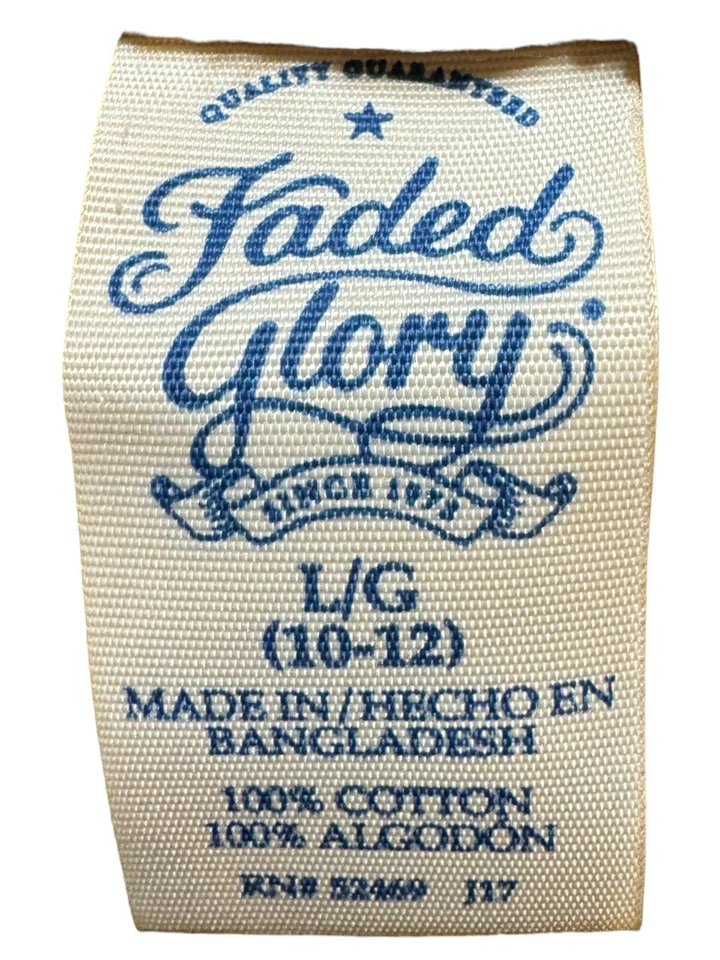 QUALITY GUARANTEED
Faded
Glory
SINCE 1975
L/G
(10-12)
MADE IN/HECHO EN
BANGLADESH
100% COTTON
100% ALGODÓN
RN# 52469 J17